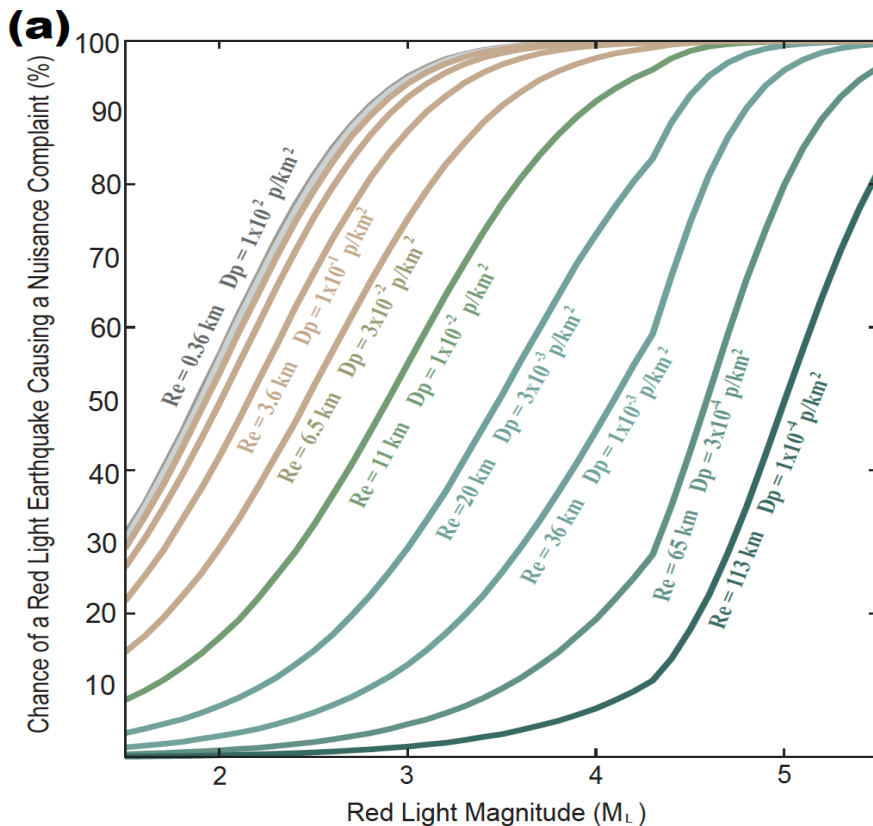 (a)
Chance of a Red Light Earthquake Causing a Nuisance Complaint (%)
100
90
80
70
60
50
40
30
20
10
Re = 0.36 km Dp = 1x10² p/km²
Re = 3.6 km Dp = 1x10⁻¹ p/km²
Re = 6.5 km Dp = 3x10⁻² p/km²
Re = 11 km Dp = 1x10⁻² p/km²
Re =20 km Dp = 3x10⁻³ p/km²
Re = 36 km Dp = 1x10⁻³ p/km²
Re = 65 km Dp = 3x10⁻⁴ p/km²
Re = 113 km Dp = 1x10⁻⁴ p/km²
2 3 4 5
Red Light Magnitude (M_L)